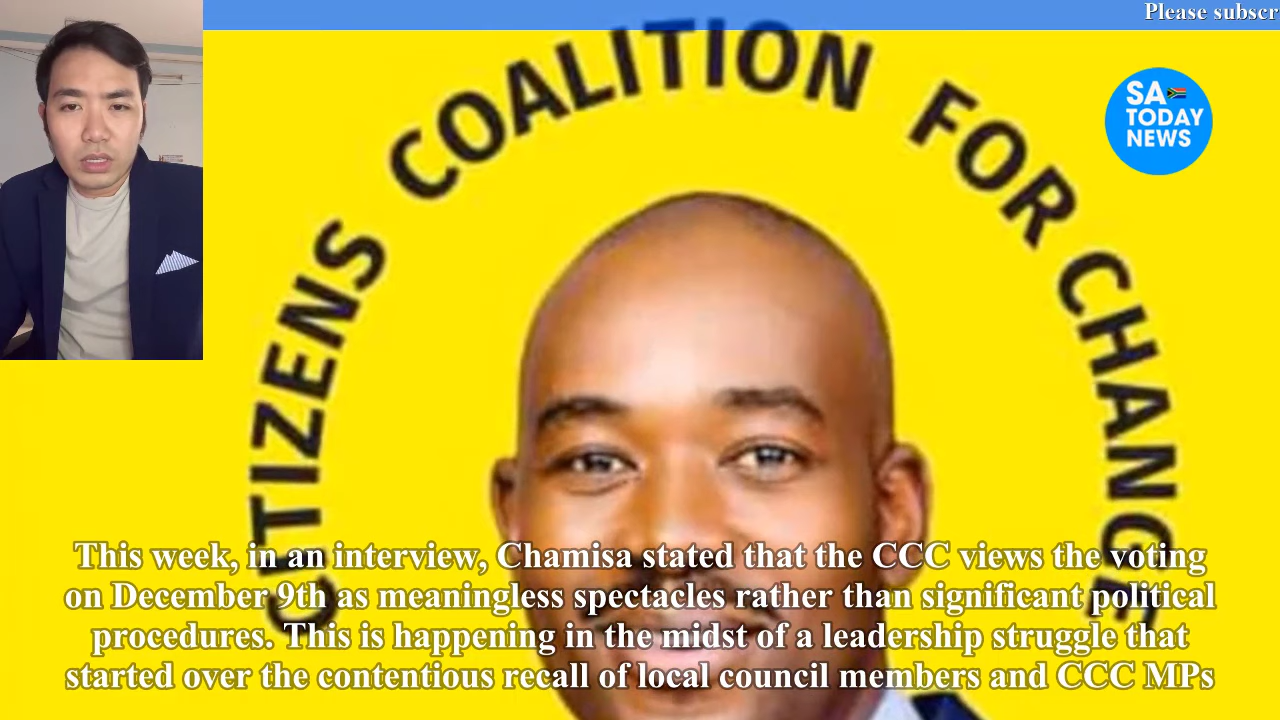 Please subscr
CITIZENS COALITION FOR CHANGE
SA
TODAY
NEWS
This week, in an interview, Chamisa stated that the CCC views the voting
on December 9th as meaningless spectacles rather than significant political
procedures. This is happening in the midst of a leadership struggle that
started over the contentious recall of local council members and CCC MPs